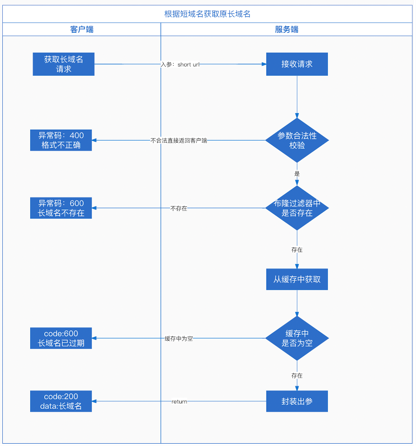 根据短域名获取原长域名
客户端
服务端
获取长域名
请求
入参：short url
接收请求
参数合法性
校验
不合法直接返回客户端
异常码：400
格式不正确
是
布隆过滤器中
是否存在
不存在
异常码：600
长域名不存在
存在
从缓存中获取
缓存中
是否为空
缓存中为空
code:600
长域名已过期
存在
封装出参
return
code:200
data:长域名